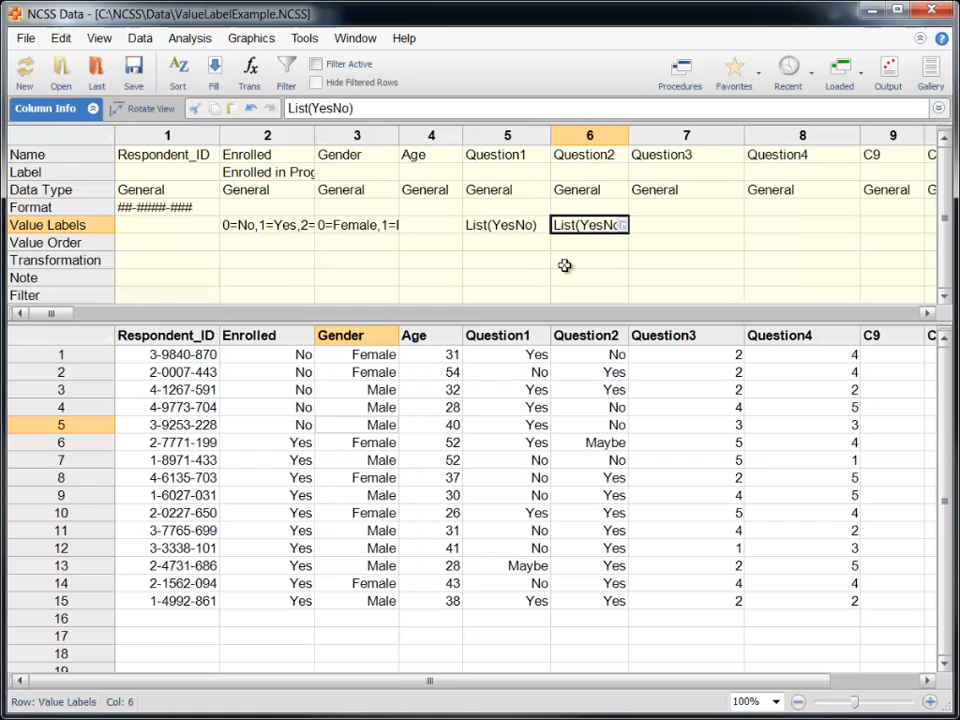 NCSS Data - [C:\NCSS\Data\ValueLabelExample.NCSS]
File Edit View Data Analysis Graphics Tools Window Help
New Open Last Save Sort Fill Trans Filter Filter Active Hide Filtered Rows Procedures Favorites Recent Loaded Output Gallery
Column Info Rotate View List(YesNo)
1 2 3 4 5 6 7 8 9
Name Respondent_ID Enrolled Gender Age Question1 Question2 Question3 Question4 C9 C
Label Enrolled in Prog
Data Type General General General General General General General General General G
Format ##-####-###
Value Labels 0=No,1=Yes,2= 0=Female,1=I List(YesNo) List(YesNo
Value Order
Transformation
Note
Filter
Respondent_ID Enrolled Gender Age Question1 Question2 Question3 Question4 C9 C
1 3-9840-870 No Female 31 Yes No 2 4
2 2-0007-443 No Female 54 No Yes 2 4
3 4-1267-591 No Male 32 Yes Yes 2 2
4 4-9773-704 No Male 28 Yes No 4 5
5 3-9253-228 No Male 40 Yes No 3 3
6 2-7771-199 Yes Female 52 Yes Maybe 5 4
7 1-8971-433 Yes Male 52 No No 5 1
8 4-6135-703 Yes Female 37 No Yes 2 5
9 1-6027-031 Yes Male 30 No Yes 4 5
10 2-0227-650 Yes Female 26 Yes Yes 5 4
11 3-7765-699 Yes Male 31 No Yes 4 2
12 3-3338-101 Yes Male 41 No Yes 1 3
13 2-4731-686 Yes Male 28 Maybe Yes 2 5
14 2-1562-094 Yes Female 43 No Yes 4 4
15 1-4992-861 Yes Male 38 Yes Yes 2 2
16
17
18
19
Row: Value Labels Col: 6 100%